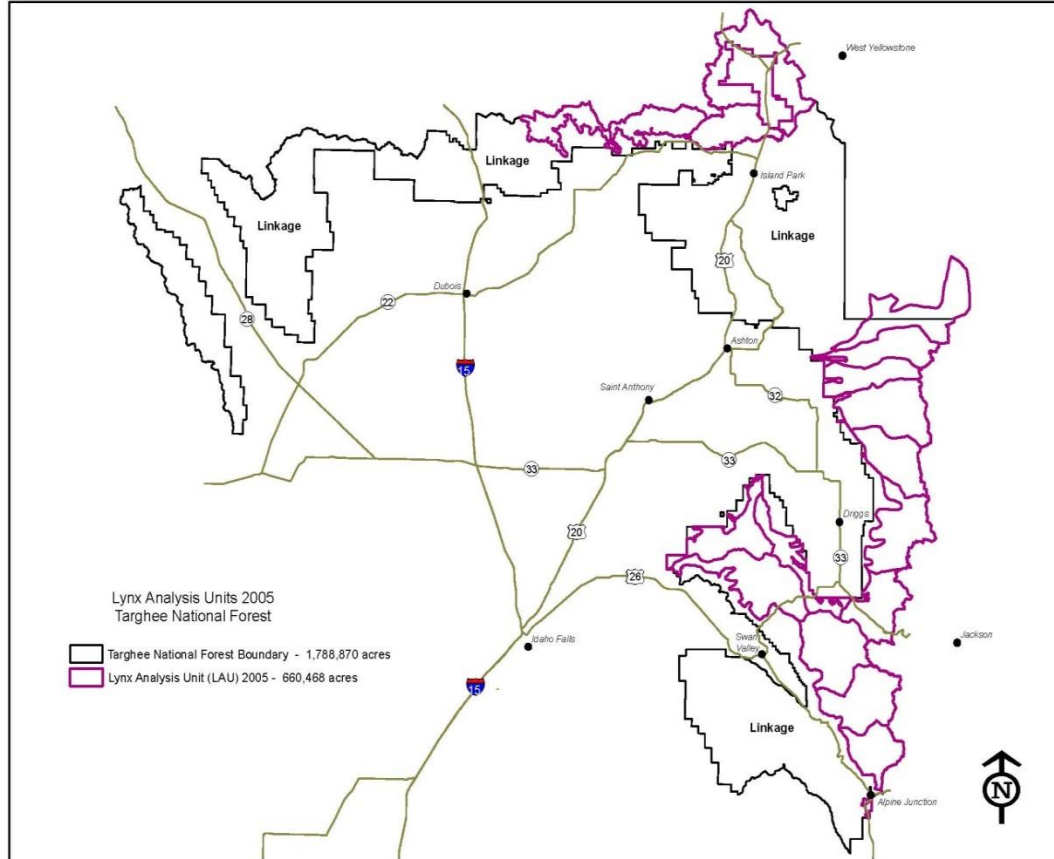 West Yellowstone
Linkage
Island Park
Linkage
Linkage
20
Dubois
22
28
Ashton
15
Saint Anthony
32
33
33
Driggs
20
33
26
Lynx Analysis Units 2005
Targhee National Forest
Idaho Falls
Swan
Valley
Jackson
Targhee National Forest Boundary - 1,788,870 acres
Lynx Analysis Unit (LAU) 2005 - 660,468 acres
15
Linkage
N
Alpine Junction